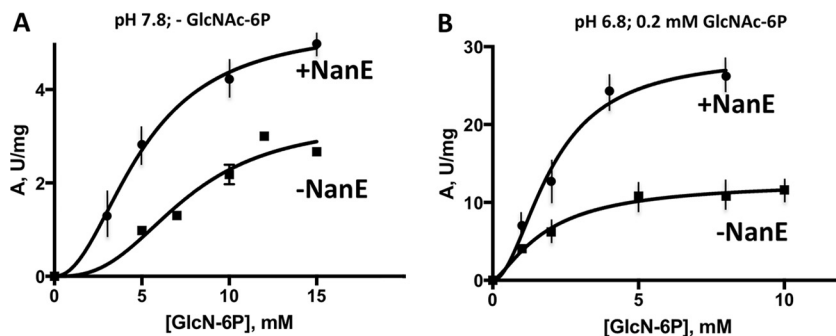 A
pH 7.8; - GlcNAc-6P
A, U/mg
4
2
0
+NanE
-NanE
0 5 10 15
[GlcN-6P], mM
B
pH 6.8; 0.2 mM GlcNAc-6P
A, U/mg
30
20
10
0
+NanE
-NanE
0 5 10
[GlcN-6P], mM